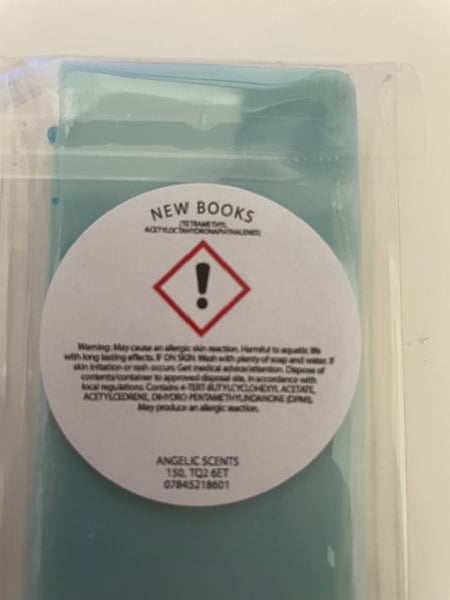 NEW BOOKS
(TETRAMETHYL
ACETYLOCTAHYDRONAPHTHALENES)
Warning: May cause an allergic skin reaction. Harmful to aquatic life
with long lasting effects. IF ON SKIN: Wash with plenty of soap and water. If
skin irritation or rash occurs: Get medical advice/attention. Dispose of
contents/container to approved disposal site, in accordance with
local regulations. Contains 4-TERT-BUTYLCYCLOHEXYL ACETATE,
ACETYLCEDRENE, DIHYDRO PENTAMETHYLINDANONE (DPMI),
May produce an allergic reaction.
ANGELIC SCENTS
150, TQ2 6ET
07845218601